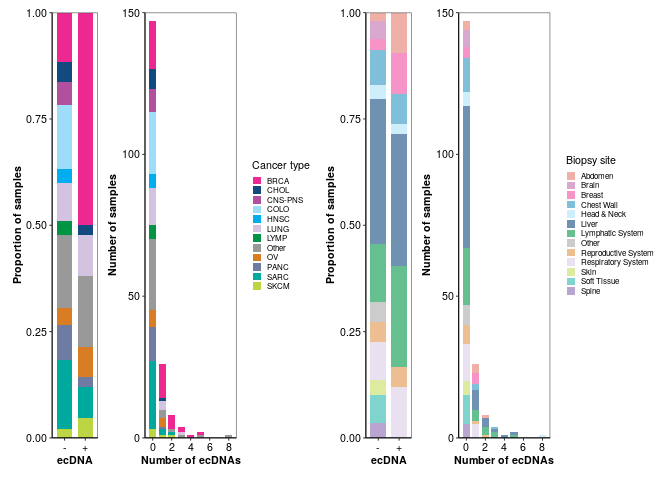 1.00
0.75
0.50
0.25
0.00
Proportion of samples
- +
ecDNA
150
100
50
0
Number of samples
0 2 4 6 8
Number of ecDNAs
Cancer type
BRCA
CHOL
CNS-PNS
COLO
HNSC
LUNG
LYMP
Other
OV
PANC
SARC
SKCM
1.00
0.75
0.50
0.25
0.00
Proportion of samples
- +
ecDNA
150
100
50
0
Number of samples
0 2 4 6 8
Number of ecDNAs
Biopsy site
Abdomen
Brain
Breast
Chest Wall
Head & Neck
Liver
Lymphatic System
Other
Reproductive System
Respiratory System
Skin
Soft Tissue
Spine